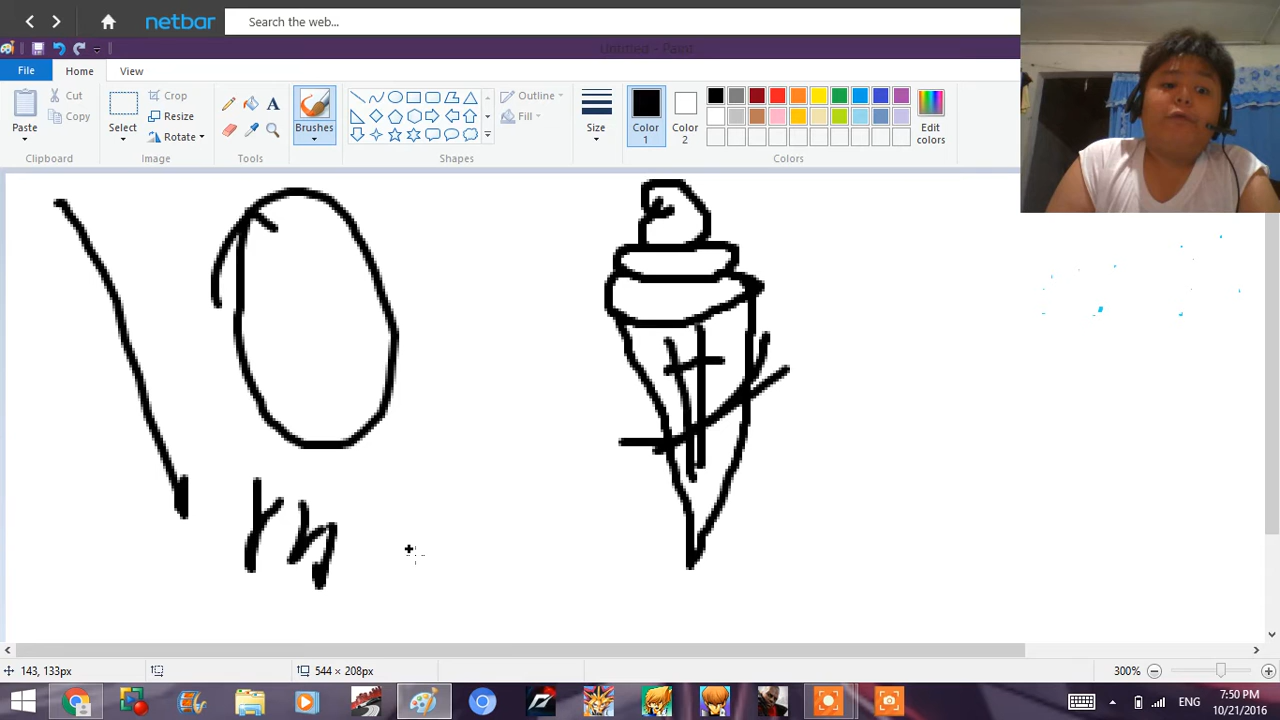 netbar Search the web...
Untitled - Paint
File Home View
Cut Crop Outline
Copy Resize Fill
Paste Select Rotate Brushes Size Color 1 Color 2 Edit colors
Clipboard Image Tools Shapes Colors
143, 133px 544 × 208px 300%
ENG 7:50 PM
10/21/2016